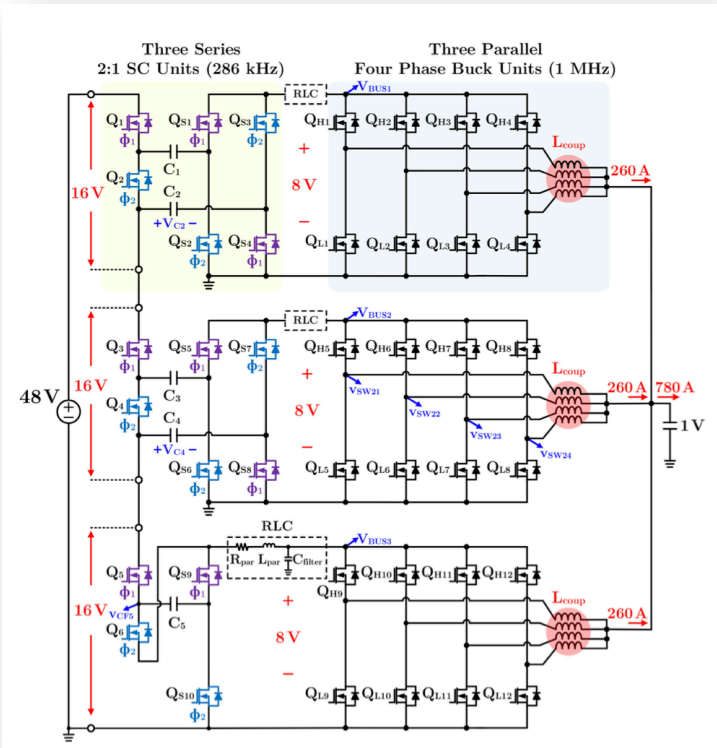 Three Series
2:1 SC Units (286 kHz)
Three Parallel
Four Phase Buck Units (1 MHz)
RLC
V_BUS1
Q1
Φ1
QS1
Φ1
QS3
Φ2
QH1
QH2
QH3
QH4
Lcoup
+
C1
Q2
Φ2
C2
16 V
8 V
260 A
+VC2 −
−
QS2
Φ2
QS4
Φ1
QL1
QL2
QL3
QL4
RLC
V_BUS2
Q3
Φ1
QS5
Φ1
QS7
Φ2
QH5
QH6
QH7
QH8
Lcoup
+
C3
16 V
260 A
780 A
vSW21
48 V
+
−
Q4
Φ2
C4
8 V
vSW22
1 V
+VC4 −
−
vSW23
vSW24
QS6
Φ2
QS8
Φ1
QL5
QL6
QL7
QL8
RLC
V_BUS3
Rpar
Lpar
Cfilter
Q5
Φ1
QS9
Φ1
QH9
QH10
QH11
QH12
Lcoup
+
16 V
vCF5
C5
260 A
Q6
Φ2
8 V
−
QS10
Φ2
QL9
QL10
QL11
QL12